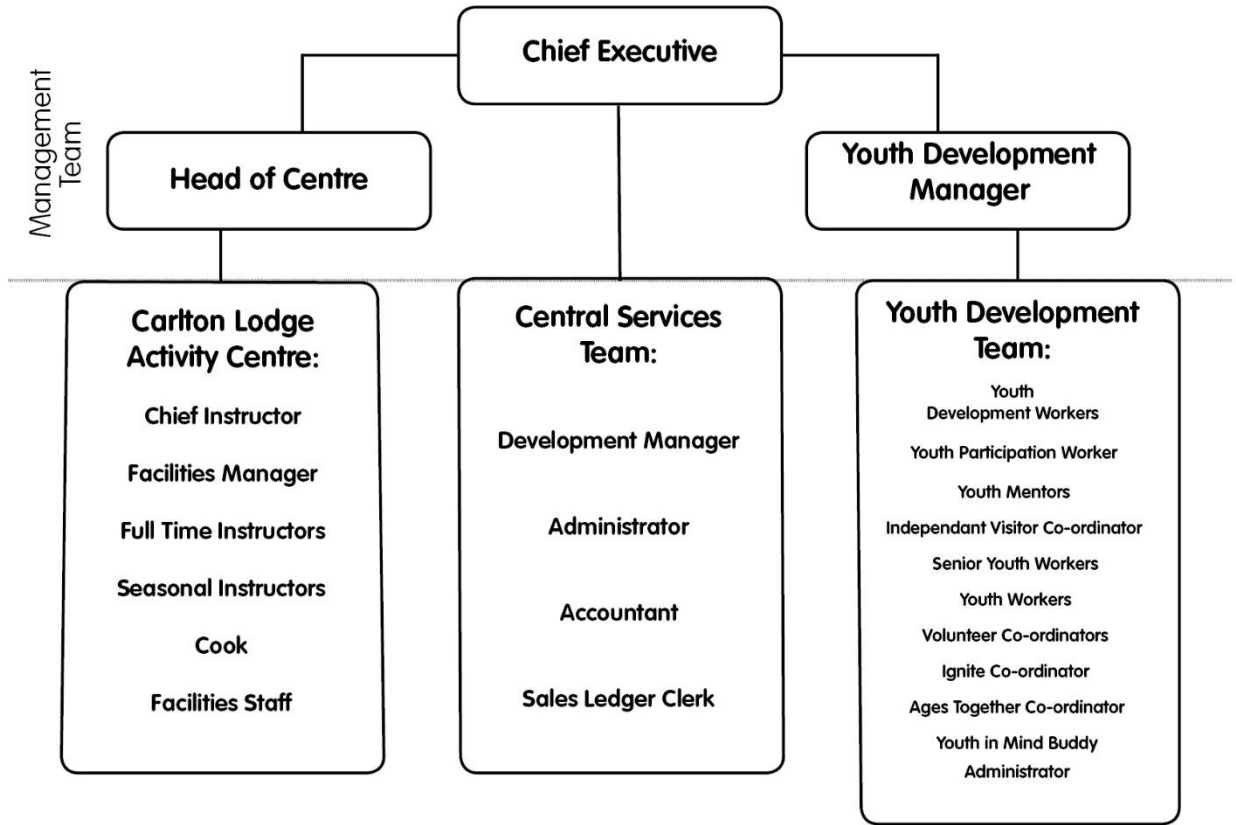 Chief Executive
Management
Team
Head of Centre
Youth Development
Manager
Carlton Lodge
Activity Centre:
Chief Instructor
Facilities Manager
Full Time Instructors
Seasonal Instructors
Cook
Facilities Staff
Central Services
Team:
Development Manager
Administrator
Accountant
Sales Ledger Clerk
Youth Development
Team:
Youth
Development Workers
Youth Participation Worker
Youth Mentors
Independant Visitor Co-ordinator
Senior Youth Workers
Youth Workers
Volunteer Co-ordinators
Ignite Co-ordinator
Ages Together Co-ordinator
Youth in Mind Buddy
Administrator